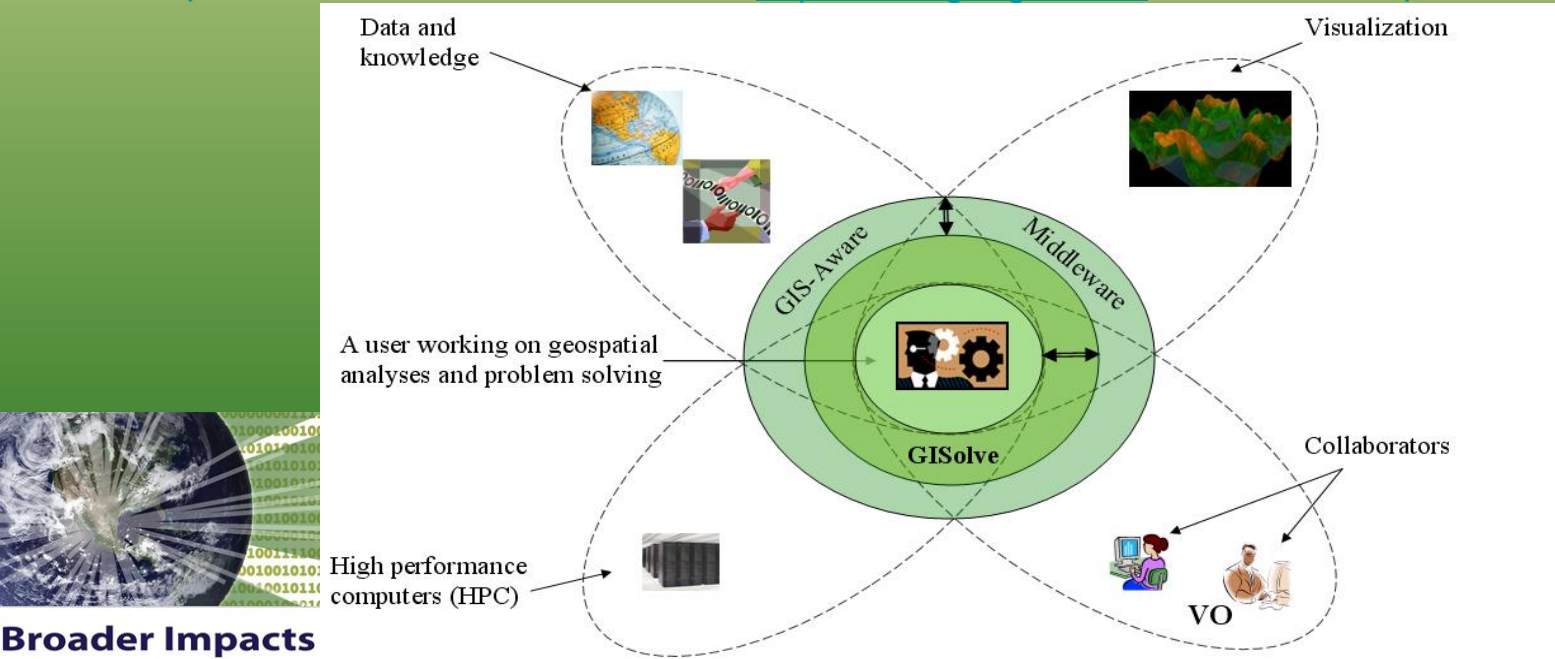 Data and
knowledge
Visualization
GIS-Aware
Middleware
A user working on geospatial
analyses and problem solving
GISolve
Collaborators
High performance
computers (HPC)
VO
Broader Impacts